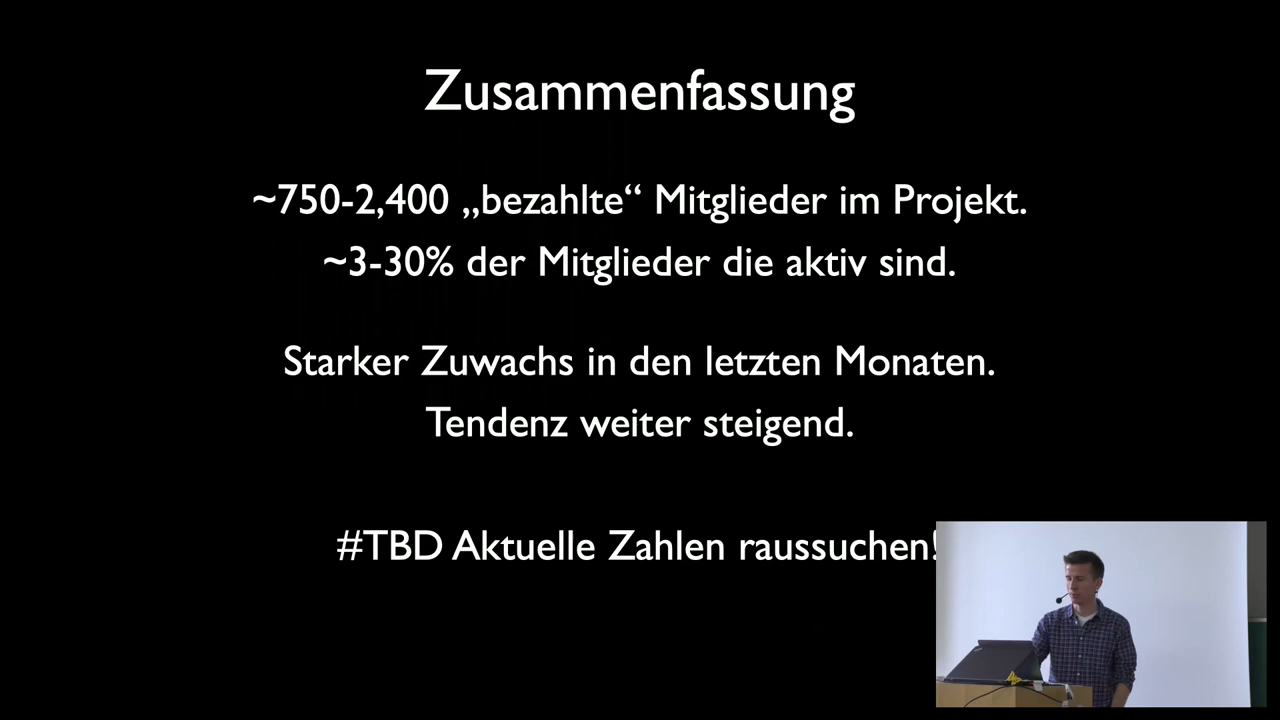 Zusammenfassung
~750-2,400 „bezahlte“ Mitglieder im Projekt.
~3-30% der Mitglieder die aktiv sind.
Starker Zuwachs in den letzten Monaten.
Tendenz weiter steigend.
#TBD Aktuelle Zahlen raussuchen!